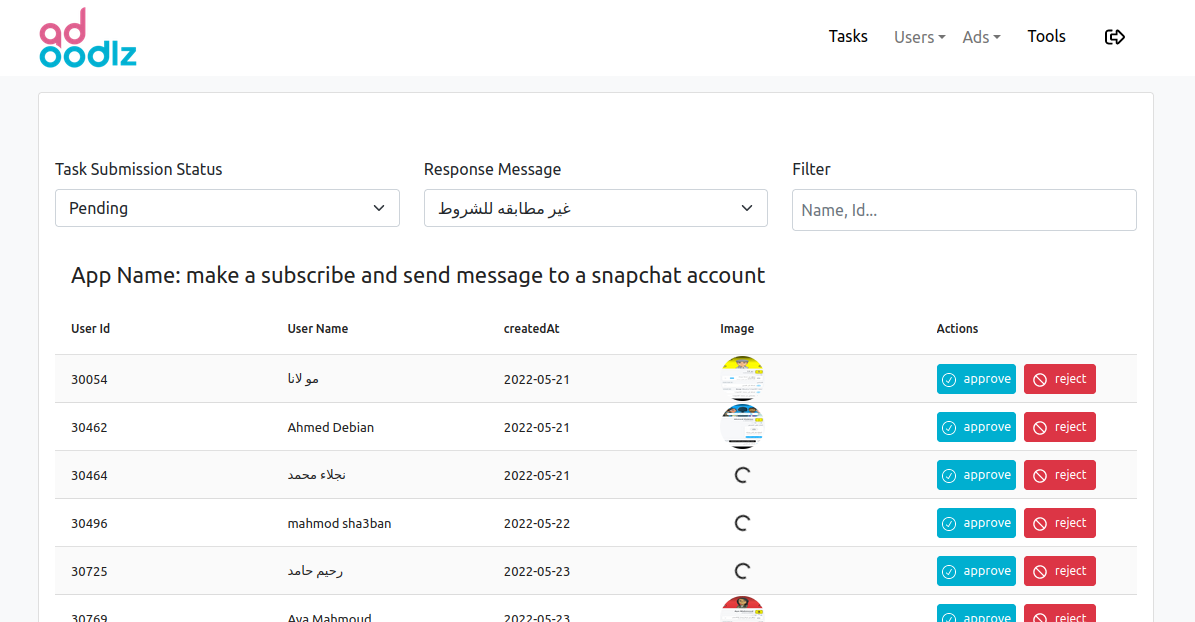 ad
oodlz
Tasks Users Ads Tools
Task Submission Status Response Message Filter
Pending غير مطابقه للشروط Name, Id...
App Name: make a subscribe and send message to a snapchat account
User Id User Name createdAt Image Actions
30054 مو لانا 2022-05-21 approve reject
30462 Ahmed Debian 2022-05-21 approve reject
30464 نجلاء محمد 2022-05-21 approve reject
30496 mahmod sha3ban 2022-05-22 approve reject
30725 رحيم حامد 2022-05-23 approve reject
30769 Aya Mahmoud 2022-05-23 approve reject